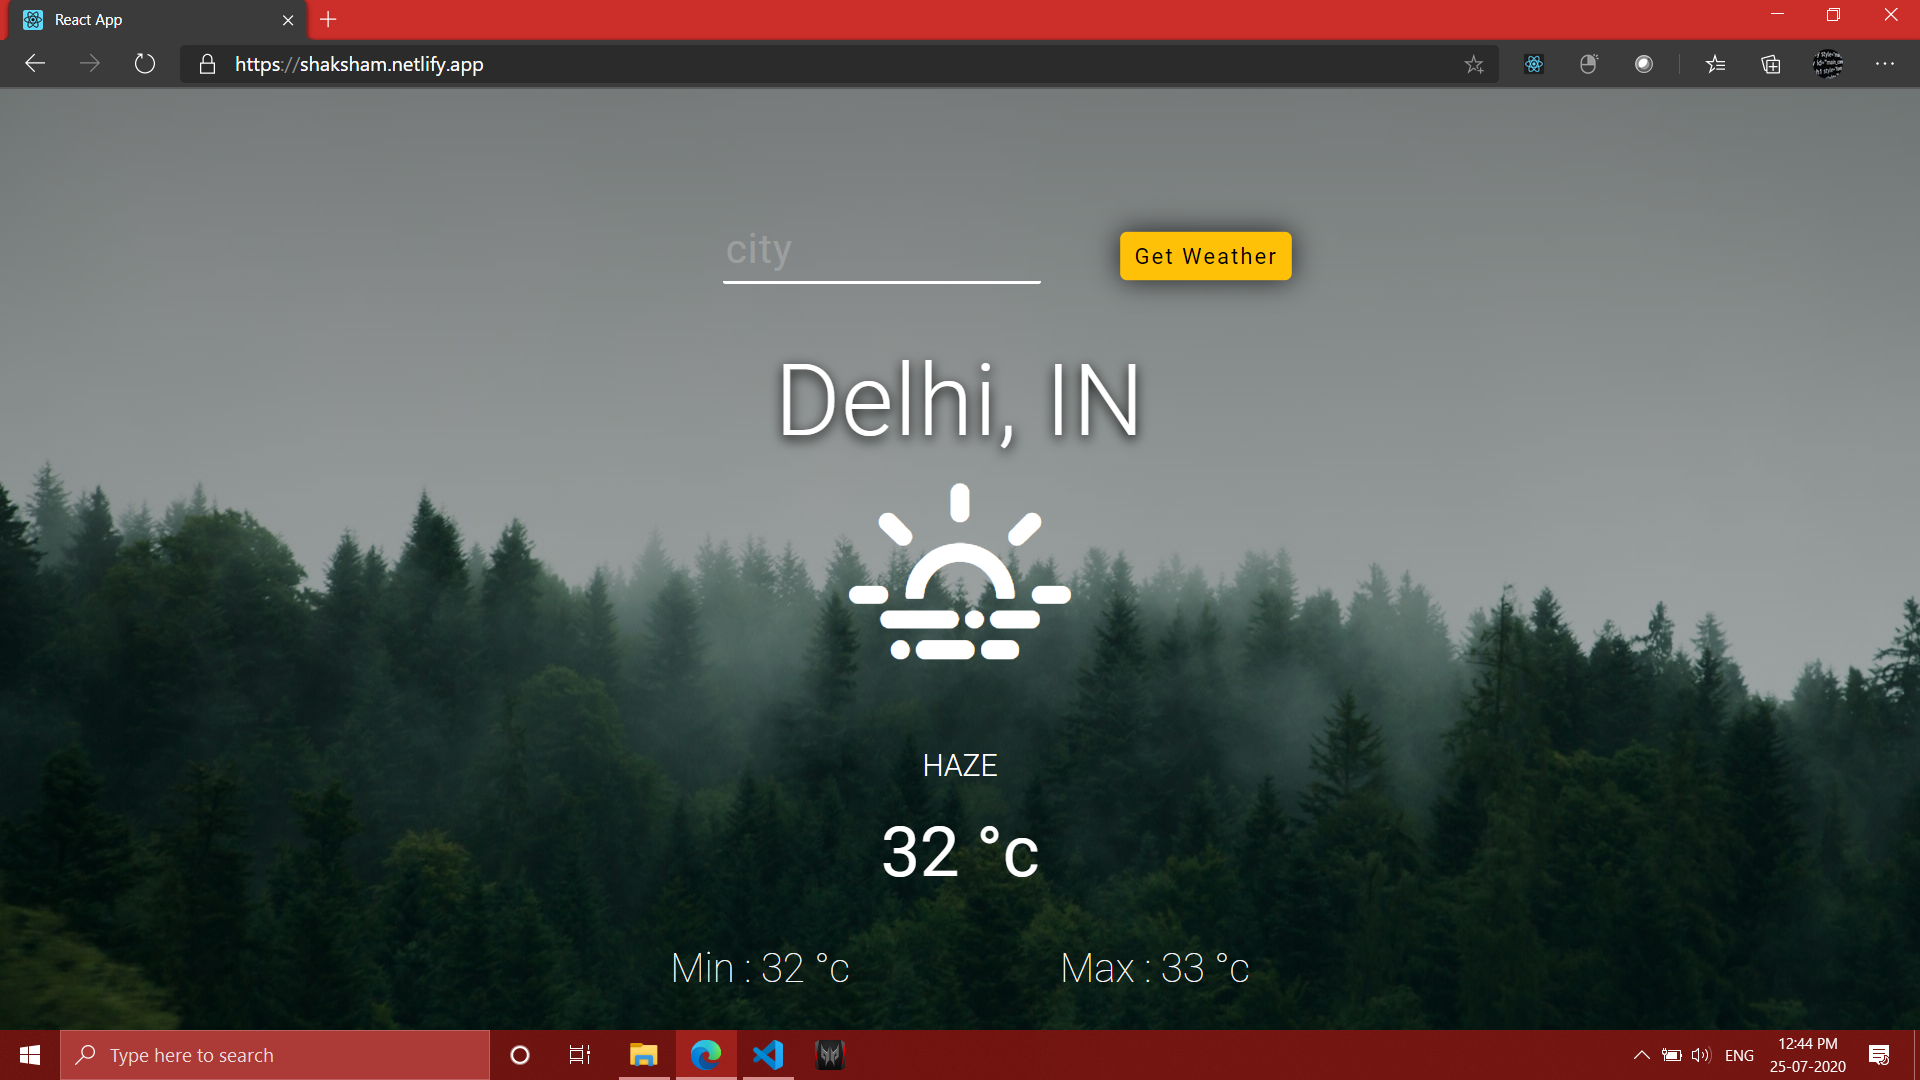 React App
https://shaksham.netlify.app
city
Get Weather
Delhi, IN
HAZE
32 °c
Min : 32 °c
Max : 33 °c
Type here to search
ENG
12:44 PM
25-07-2020